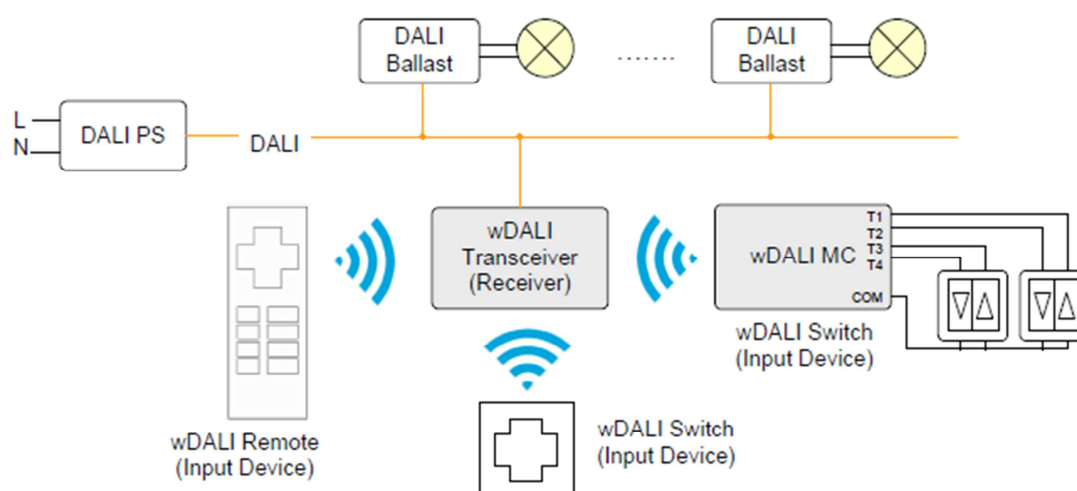 DALI
Ballast
.......
DALI
Ballast
L
N
DALI PS
DALI
wDALI
Transceiver
(Receiver)
wDALI MC
T1
T2
T3
T4
COM
wDALI Switch
(Input Device)
wDALI Remote
(Input Device)
wDALI Switch
(Input Device)